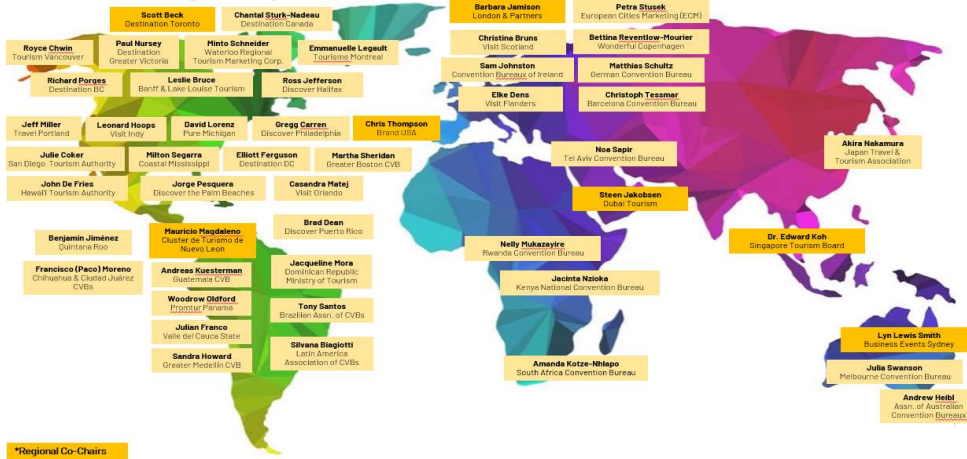 Scott Beck
Destination Toronto
Chantal Sturk-Nadeau
Destination Canada
Royce Chwin
Tourism Vancouver
Paul Nursey
Destination
Greater Victoria
Minto Schneider
Waterloo Regional
Tourism Marketing Corp.
Emmanuelle Legault
Tourisme Montreal
Richard Porges
Destination BC
Leslie Bruce
Banff & Lake Louise Tourism
Ross Jefferson
Discover Halifax
Jeff Miller
Travel Portland
Leonard Hoops
Visit Indy
David Lorenz
Pure Michigan
Gregg Carren
Discover Philadelphia
Chris Thompson
Brand USA
Julie Coker
San Diego Tourism Authority
Milton Segarra
Coastal Mississippi
Elliott Ferguson
Destination DC
Martha Sheridan
Greater Boston CVB
John De Fries
Hawai'i Tourism Authority
Jorge Pesquera
Discover the Palm Beaches
Casandra Matej
Visit Orlando
Brad Dean
Discover Puerto Rico
Benjamin Jiménez
Quintana Roo
Mauricio Magdaleno
Cluster de Turismo de
Nuevo Leon
Francisco (Paco) Moreno
Chihuahua & Ciudad Juárez
CVBs
Andreas Kuesterman
Guatemala CVB
Jacqueline Mora
Dominican Republic
Ministry of Tourism
Woodrow Oldford
Promtur Panama
Tony Santos
Brazilian Assn. of CVBs
Julian Franco
Valle del Cauca State
Silvana Biagiotti
Latin America
Association of CVBs
Sandra Howard
Greater Medellin CVB
Barbara Jamison
London & Partners
Petra Stusek
European Cities Marketing (ECM)
Christina Bruns
Visit Scotland
Bettina Reventlow-Mourier
Wonderful Copenhagen
Sam Johnston
Convention Bureaux of Ireland
Matthias Schultz
German Convention Bureau
Elke Dens
Visit Flanders
Christoph Tessmar
Barcelona Convention Bureau
Noa Sapir
Tel Aviv Convention Bureau
Akira Nakamura
Japan Travel &
Tourism Association
Steen Jakobsen
Dubai Tourism
Nelly Mukazayire
Rwanda Convention Bureau
Dr. Edward Koh
Singapore Tourism Board
Jacinta Nzioka
Kenya National Convention Bureau
Amanda Kotze-Nhlapo
South Africa Convention Bureau
Lyn Lewis Smith
Business Events Sydney
Julia Swanson
Melbourne Convention Bureau
Andrew Heibl
Assn. of Australian
Convention Bureaux
*Regional Co-Chairs